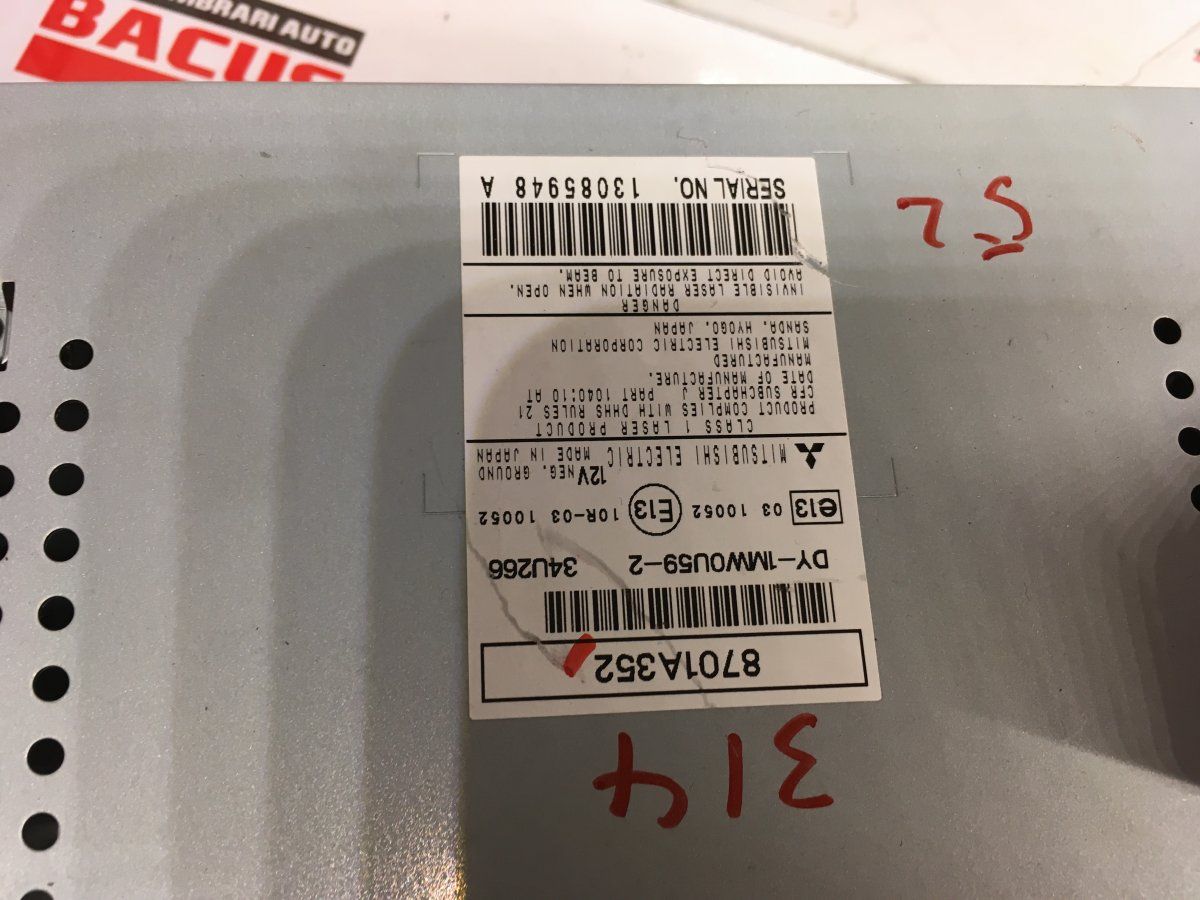 MBRARI AUTO
BACUS
8701A352
DY-1MW0U59-2 34U266
e13 03 10052 E13 10R-03 10052
MITSUBISHI ELECTRIC 12V NEG. GROUND MADE IN JAPAN
CLASS 1 LASER PRODUCT
PRODUCT COMPLIES WITH DHHS RULES 21
CFR SUBCHAPTER J PART 1040:10 AT
DATE OF MANUFACTURE.
MANUFACTURED
MITSUBISHI ELECTRIC CORPORATION
SANDA, HYOGO, JAPAN
DANGER
INVISIBLE LASER RADIATION WHEN OPEN.
AVOID DIRECT EXPOSURE TO BEAM.
SERIAL NO. 13085948 A
314